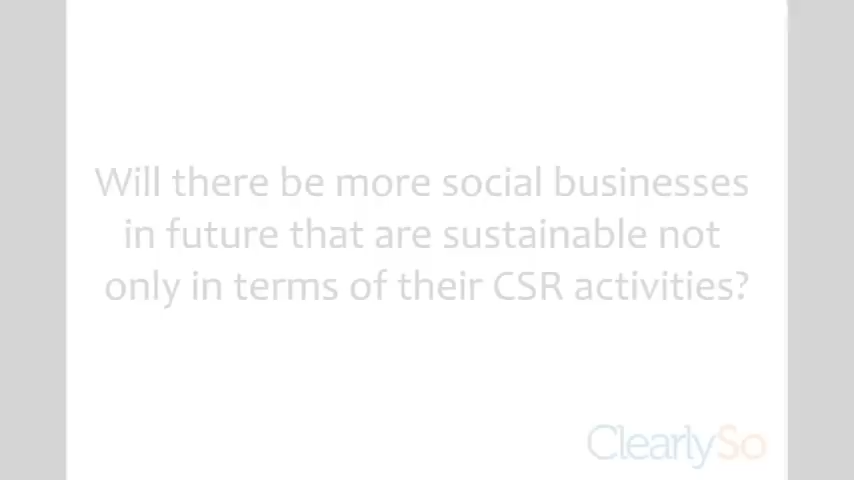 Will there be more social businesses
in future that are sustainable not
only in terms of their CSR activities?
ClearlySo